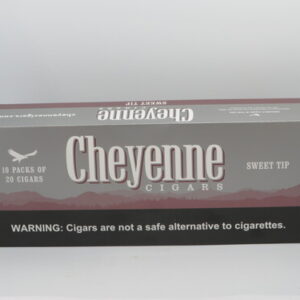 Cheyenne
SWEET TIP
10 PACKS OF
20 CIGARS
Cheyenne
CIGARS
SWEET TIP
WARNING: Cigars are not a safe alternative to cigarettes.